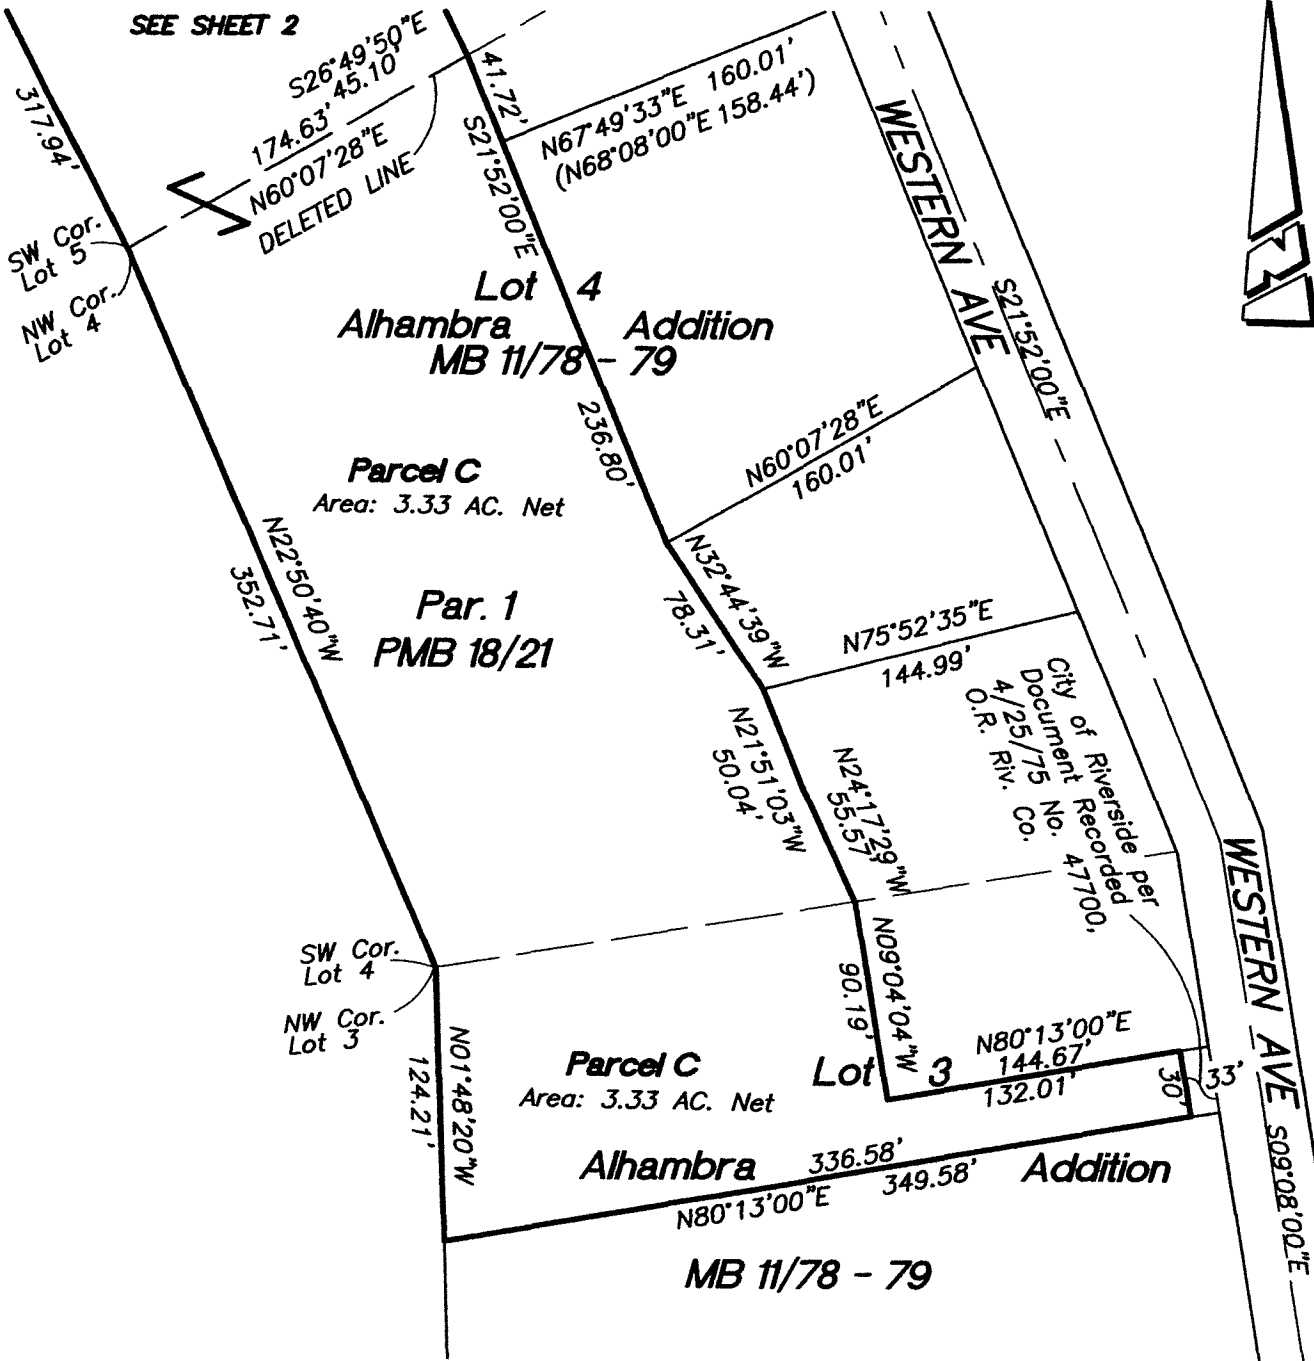 SEE SHEET 2
317.94'
S26°49'50"E
45.10'
174.63'
N60°07'28"E
DELETED LINE
41.72'
S21°52'00"E
N67°49'33"E 160.01'
(N68°08'00"E 158.44')
WESTERN AVE
S21°52'00"E
SW Cor.
Lot 5
NW Cor.
Lot 4
Lot 4
Alhambra Addition
MB 11/78 - 79
236.80'
N60°07'28"E
160.01'
Parcel C
Area: 3.33 AC. Net
N22°50'40"W
352.71'
Par. 1
PMB 18/21
N32°44'39"W
78.31'
N75°52'35"E
144.99'
City of Riverside per
Document Recorded
4/25/75 No. 47700,
O.R. Riv. Co.
N21°51'03"W
50.04'
N24°17'29"W
55.57'
WESTERN AVE
S09°08'00"E
SW Cor.
Lot 4
NW Cor.
Lot 3
N09°04'04"W
90.19'
N01°48'20"W
124.21'
Parcel C
Area: 3.33 AC. Net
Lot 3
N80°13'00"E
144.67'
132.01'
30'
33'
Alhambra Addition
336.58'
349.58'
N80°13'00"E
MB 11/78 - 79